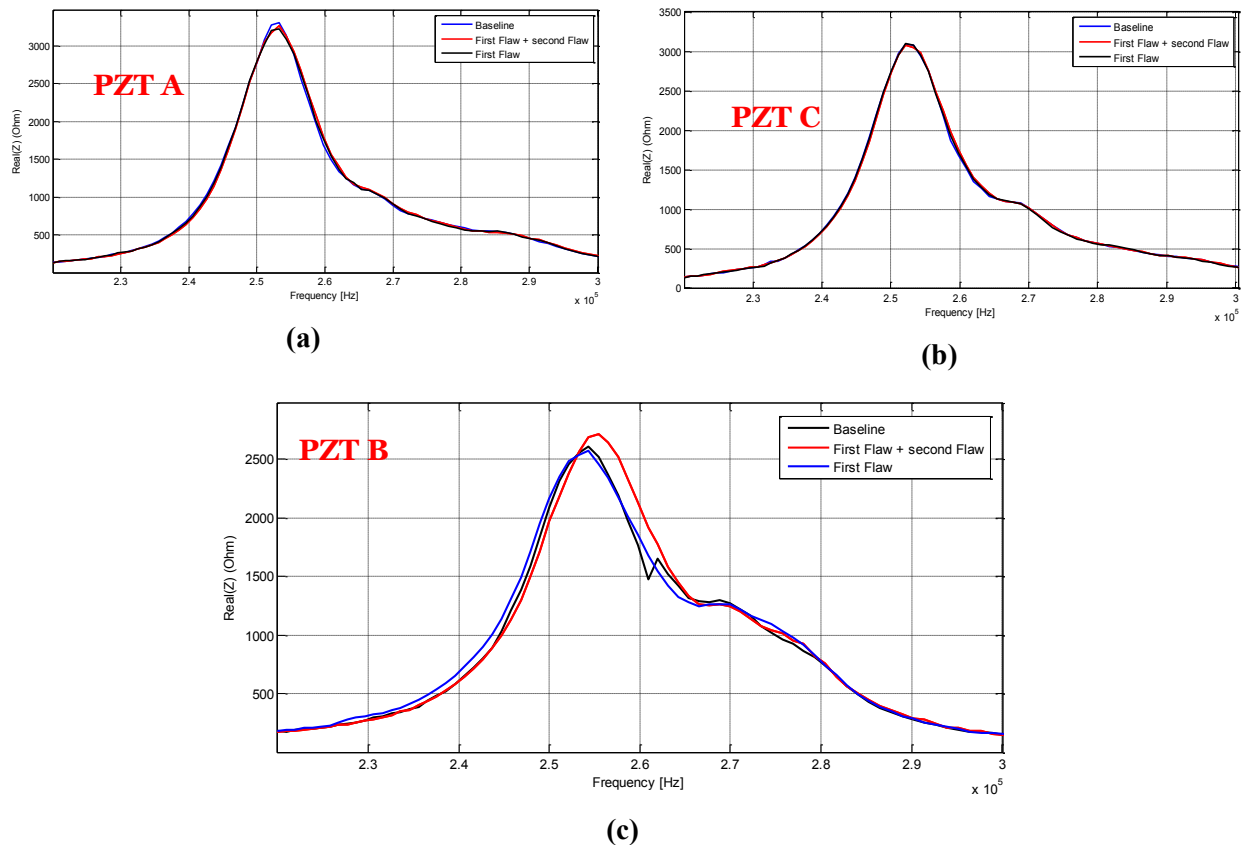 PZT A
Baseline
First Flaw + second Flaw
First Flaw
Real(Z) (Ohm)
3000
2500
2000
1500
1000
500
2.3
2.4
2.5
2.6
2.7
2.8
2.9
3
Frequency [Hz]
x 10^5
(a)
PZT C
Baseline
First Flaw + second Flaw
First Flaw
Real(Z) (Ohm)
3500
3000
2500
2000
1500
1000
500
0
2.3
2.4
2.5
2.6
2.7
2.8
2.9
3
Frequency [Hz]
x 10^5
(b)
PZT B
Baseline
First Flaw + second Flaw
First Flaw
Real(Z) (Ohm)
2500
2000
1500
1000
500
2.3
2.4
2.5
2.6
2.7
2.8
2.9
3
Frequency [Hz]
x 10^5
(c)